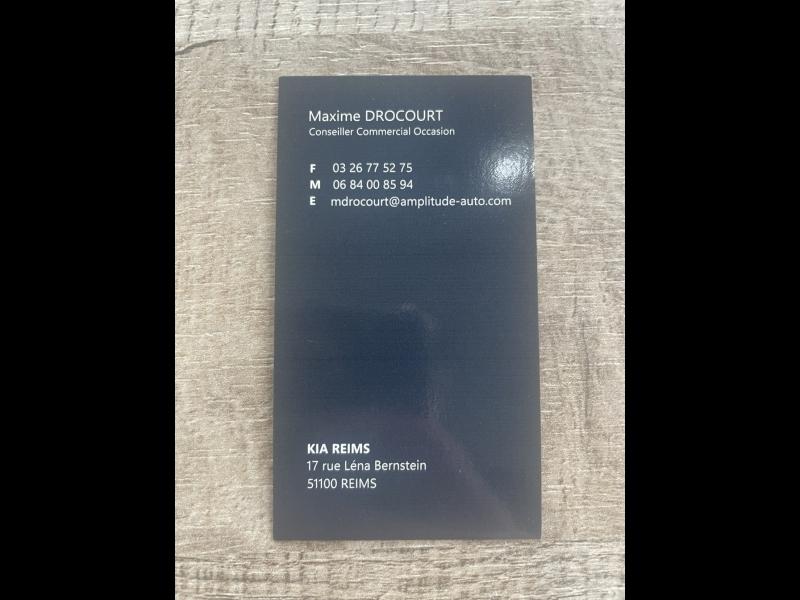 Maxime DROCOURT
Conseiller Commercial Occasion
F 03 26 77 52 75
M 06 84 00 85 94
E mdrocourt@amplitude-auto.com
KIA REIMS
17 rue Léna Bernstein
51100 REIMS